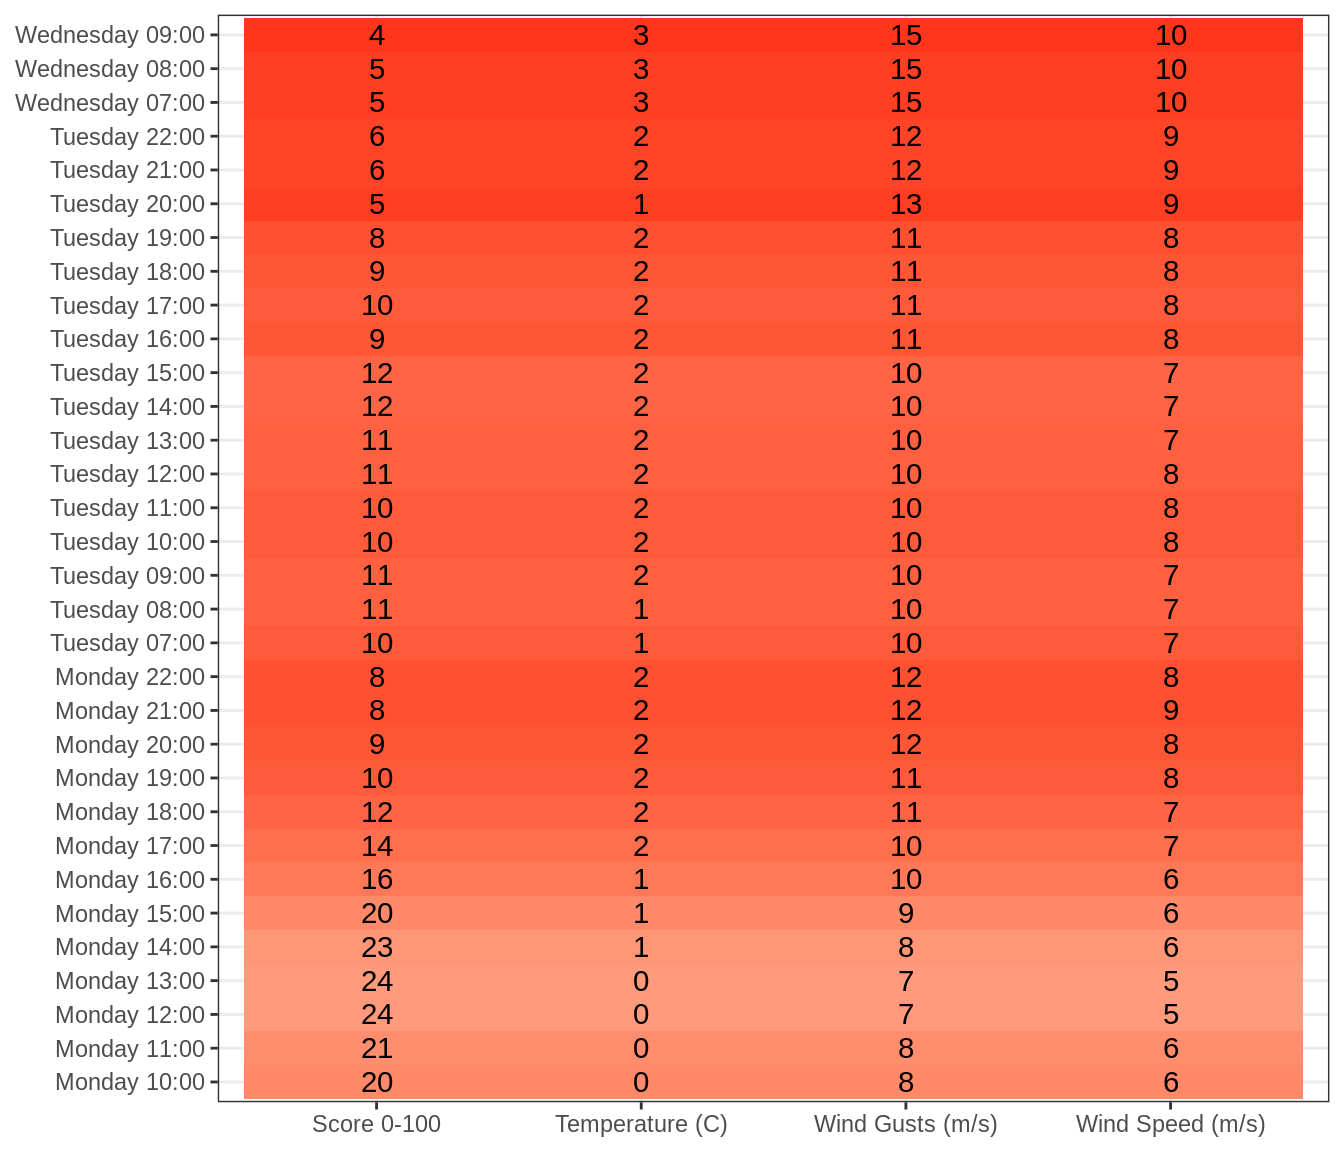 Wednesday 09:00 4 3 15 10
Wednesday 08:00 5 3 15 10
Wednesday 07:00 5 3 15 10
Tuesday 22:00 6 2 12 9
Tuesday 21:00 6 2 12 9
Tuesday 20:00 5 1 13 9
Tuesday 19:00 8 2 11 8
Tuesday 18:00 9 2 11 8
Tuesday 17:00 10 2 11 8
Tuesday 16:00 9 2 11 8
Tuesday 15:00 12 2 10 7
Tuesday 14:00 12 2 10 7
Tuesday 13:00 11 2 10 7
Tuesday 12:00 11 2 10 8
Tuesday 11:00 10 2 10 8
Tuesday 10:00 10 2 10 8
Tuesday 09:00 11 2 10 7
Tuesday 08:00 11 1 10 7
Tuesday 07:00 10 1 10 7
Monday 22:00 8 2 12 8
Monday 21:00 8 2 12 9
Monday 20:00 9 2 12 8
Monday 19:00 10 2 11 8
Monday 18:00 12 2 11 7
Monday 17:00 14 2 10 7
Monday 16:00 16 1 10 6
Monday 15:00 20 1 9 6
Monday 14:00 23 1 8 6
Monday 13:00 24 0 7 5
Monday 12:00 24 0 7 5
Monday 11:00 21 0 8 6
Monday 10:00 20 0 8 6
Score 0-100 Temperature (C) Wind Gusts (m/s) Wind Speed (m/s)